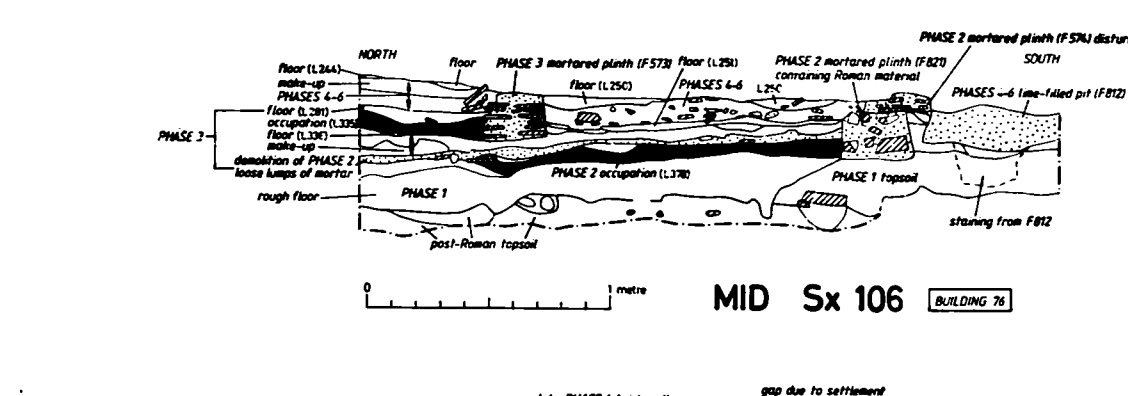 PHASE 2 mortared plinth (F574) distur
NORTH
SOUTH
floor (L244)
make-up
PHASES 4-6
floor (L281)
occupation (L335
PHASE 3
floor (L336)
make-up
demolition of PHASE 2
loose lumps of mortar
rough floor
floor
PHASE 3 mortared plinth (F573)
floor (L251)
floor (L250)
PHASES 4-6
L250
PHASE 2 mortared plinth (F821)
containing Roman material
PHASES 4-6 lime-filled pit (F812)
PHASE 2 occupation (L378)
PHASE 1
PHASE 1 topsoil
post-Roman topsoil
staining from F812
0 1 metre
MID Sx 106
BUILDING 76
gap due to settlement